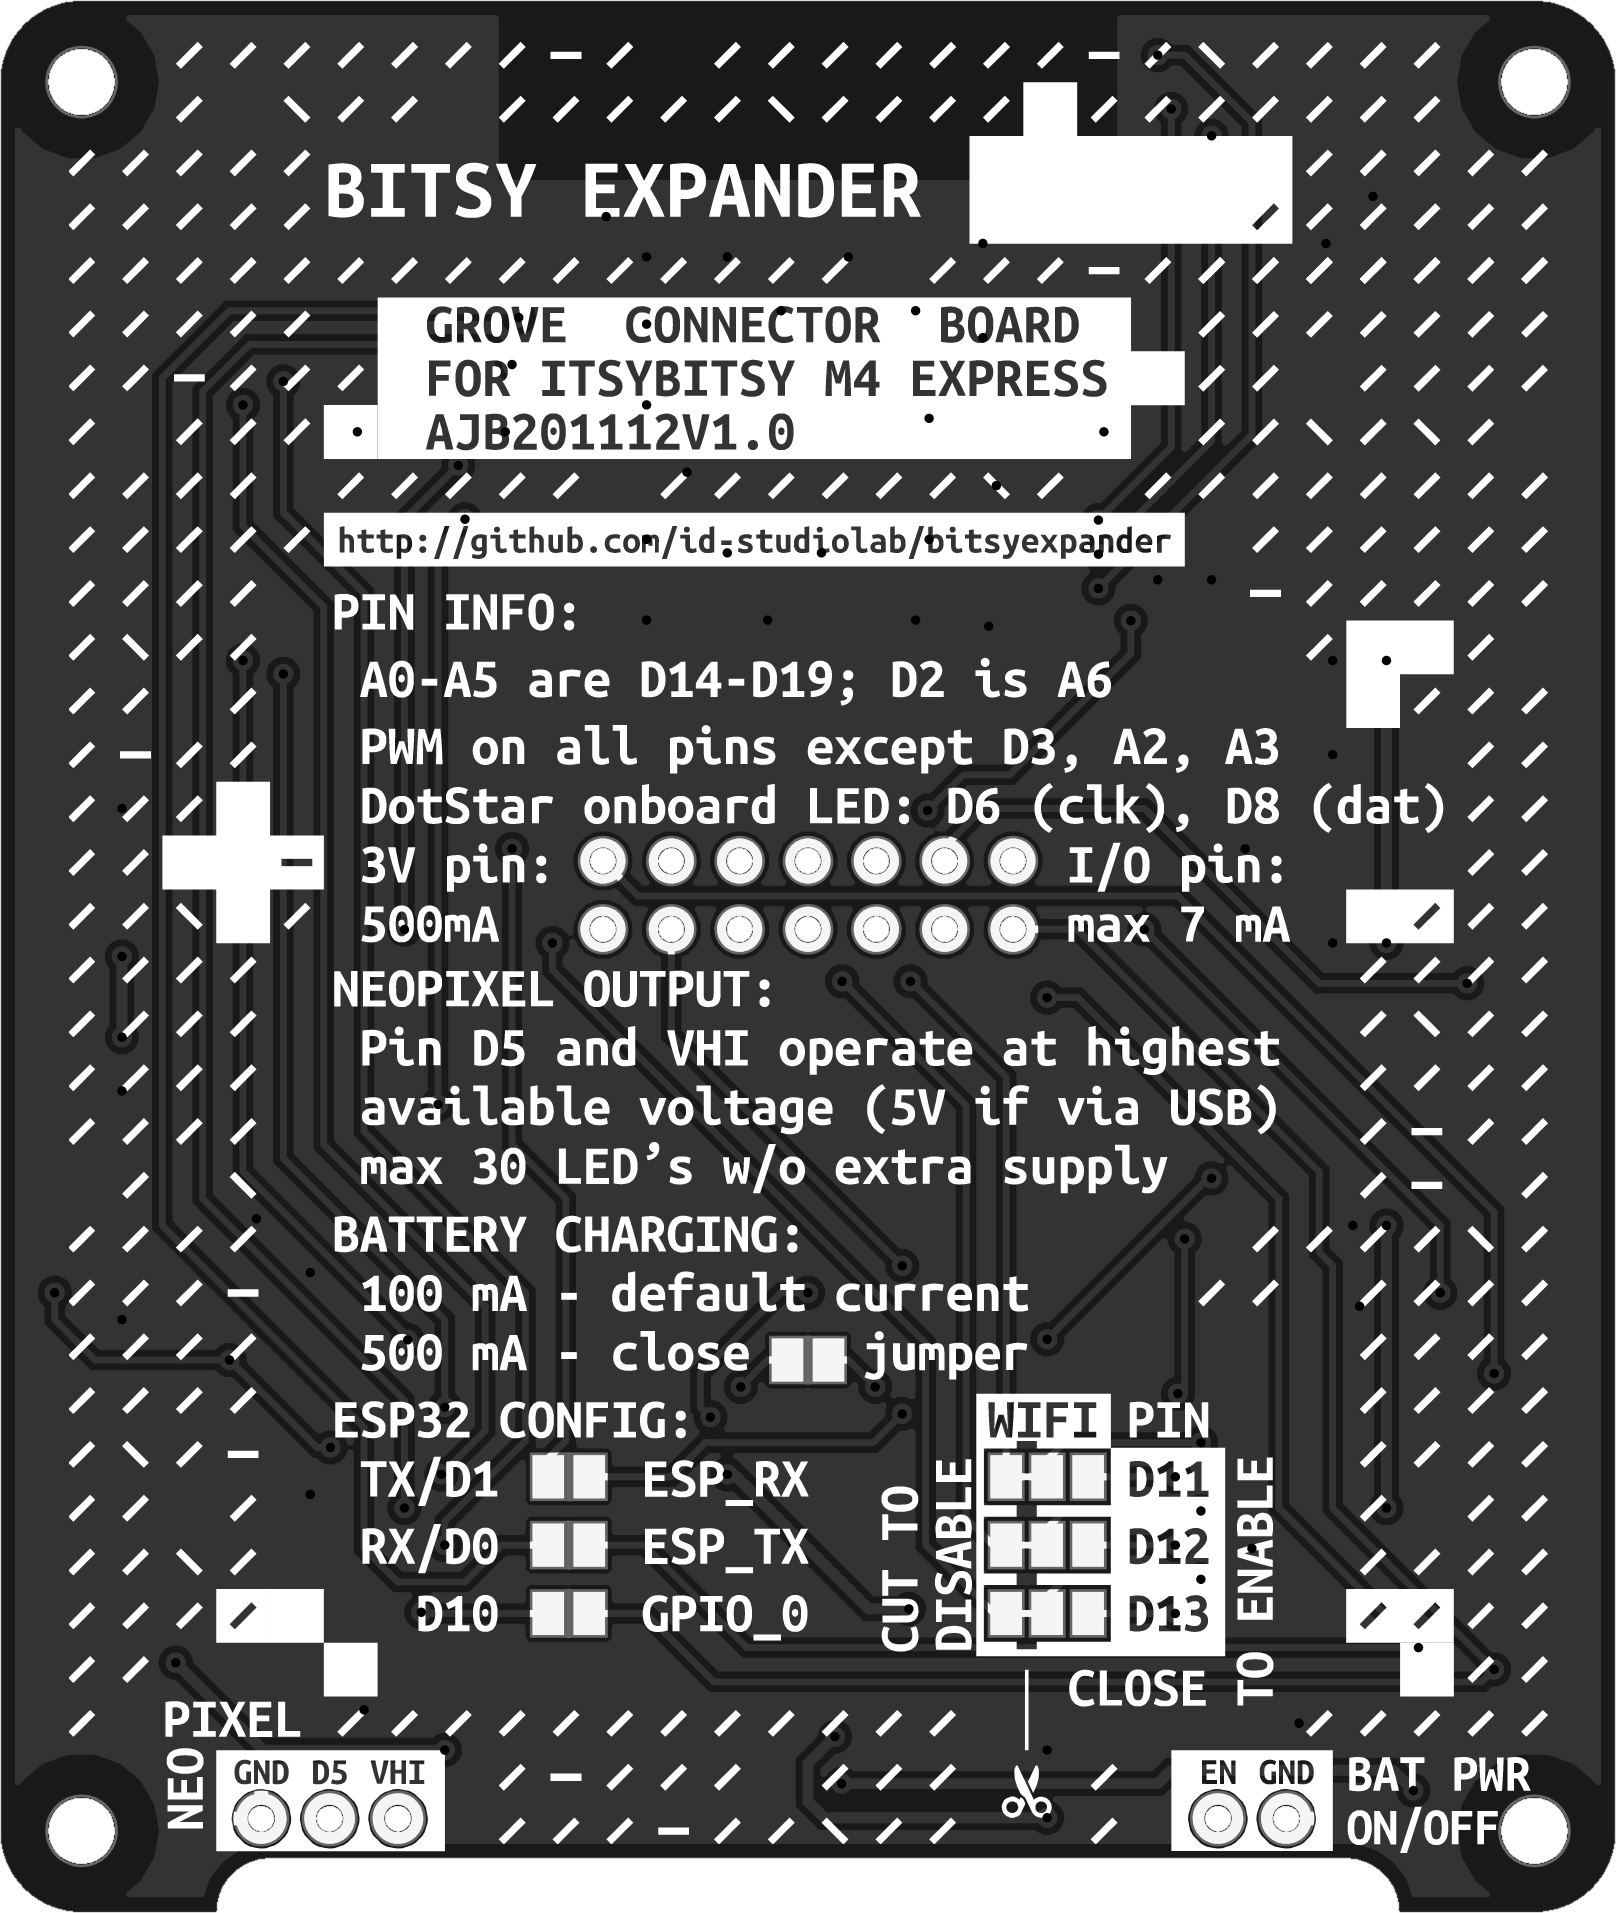 BITSY EXPANDER
GROVE CONNECTOR BOARD
FOR ITSYBITSY M4 EXPRESS
AJB201112V1.0
http://github.com/id-studiolab/bitsyexpander
PIN INFO:
A0-A5 are D14-D19; D2 is A6
PWM on all pins except D3, A2, A3
DotStar onboard LED: D6 (clk), D8 (dat)
3V pin: I/O pin:
500mA max 7 mA
NEOPIXEL OUTPUT:
Pin D5 and VHI operate at highest
available voltage (5V if via USB)
max 30 LED’s w/o extra supply
BATTERY CHARGING:
100 mA - default current
500 mA - close jumper
ESP32 CONFIG:
TX/D1 ESP_RX
RX/D0 ESP_TX
D10 GPIO_0
WIFI PIN
D11
D12
D13
CUT TO
DISABLE
CLOSE
TO ENABLE
NEO
PIXEL
GND D5 VHI
EN GND
BAT PWR
ON/OFF